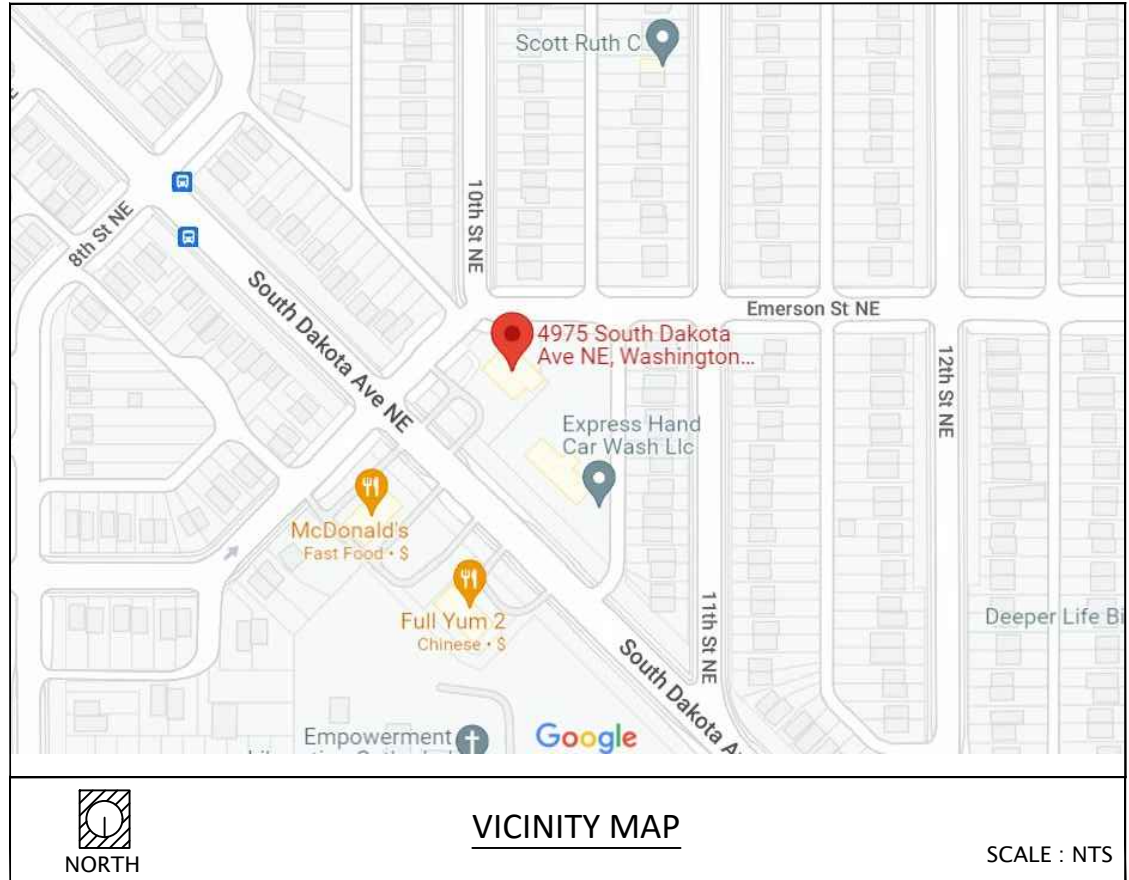 Scott Ruth C
10th St NE
8th St NE
South Dakota Ave NE
Emerson St NE
4975 South Dakota
Ave NE, Washington...
12th St NE
Express Hand
Car Wash Llc
McDonald's
Fast Food • $
Full Yum 2
Chinese • $
11th St NE
Deeper Life Bi
South Dakota A
Empowerment
Google
VICINITY MAP
NORTH
SCALE : NTS